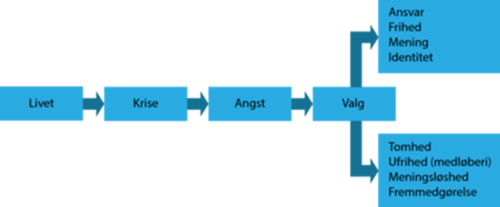 Livet
Krise
Angst
Valg
Ansvar
Frihed
Mening
Identitet
Tomhed
Ufrihed (medløberi)
Meningsløshed
Fremmedgørelse